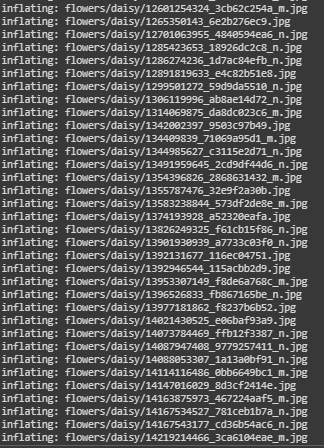 inflating: flowers/daisy/12601254324_3cb62c254a_m.jpg
inflating: flowers/daisy/1265350143_6e2b276ec9.jpg
inflating: flowers/daisy/12701063955_4840594ea6_n.jpg
inflating: flowers/daisy/1285423653_18926dc2c8_n.jpg
inflating: flowers/daisy/1286274236_1d7ac84efb_n.jpg
inflating: flowers/daisy/12891819633_e4c82b51e8.jpg
inflating: flowers/daisy/1299501272_59d9da5510_n.jpg
inflating: flowers/daisy/1306119996_ab8ae14d72_n.jpg
inflating: flowers/daisy/1314069875_da8dc023c6_m.jpg
inflating: flowers/daisy/1342002397_9503c97b49.jpg
inflating: flowers/daisy/134409839_71069a95d1_m.jpg
inflating: flowers/daisy/1344985627_c3115e2d71_n.jpg
inflating: flowers/daisy/13491959645_2cd9df44d6_n.jpg
inflating: flowers/daisy/1354396826_2868631432_m.jpg
inflating: flowers/daisy/1355787476_32e9f2a30b.jpg
inflating: flowers/daisy/13583238844_573df2de8e_m.jpg
inflating: flowers/daisy/1374193928_a52320eafa.jpg
inflating: flowers/daisy/13826249325_f61cb15f86_n.jpg
inflating: flowers/daisy/13901930939_a7733c03f0_n.jpg
inflating: flowers/daisy/1392131677_116ec04751.jpg
inflating: flowers/daisy/1392946544_115acbb2d9.jpg
inflating: flowers/daisy/13953307149_f8de6a768c_m.jpg
inflating: flowers/daisy/1396526833_fb867165be_n.jpg
inflating: flowers/daisy/13977181862_f8237b6b52.jpg
inflating: flowers/daisy/14021430525_e06baf93a9.jpg
inflating: flowers/daisy/14073784469_ffb12f3387_n.jpg
inflating: flowers/daisy/14087947408_9779257411_n.jpg
inflating: flowers/daisy/14088053307_1a13a0bf91_n.jpg
inflating: flowers/daisy/14114116486_0bb6649bc1_m.jpg
inflating: flowers/daisy/14147016029_8d3cf2414e.jpg
inflating: flowers/daisy/14163875973_467224aaf5_m.jpg
inflating: flowers/daisy/14167534527_781ceb1b7a_n.jpg
inflating: flowers/daisy/14167543177_cd36b54ac6_n.jpg
inflating: flowers/daisy/14219214466_3ca6104eae_m.jpg